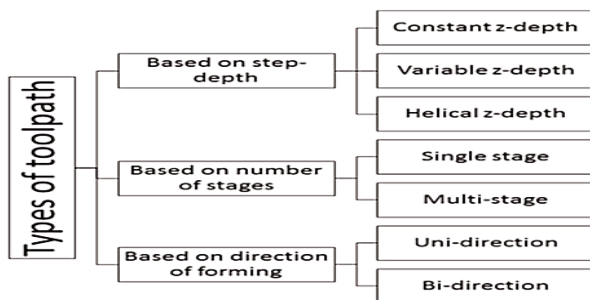 Types of toolpath
Based on step-
depth
Constant z-depth
Variable z-depth
Helical z-depth
Based on number
of stages
Single stage
Multi-stage
Based on direction
of forming
Uni-direction
Bi-direction